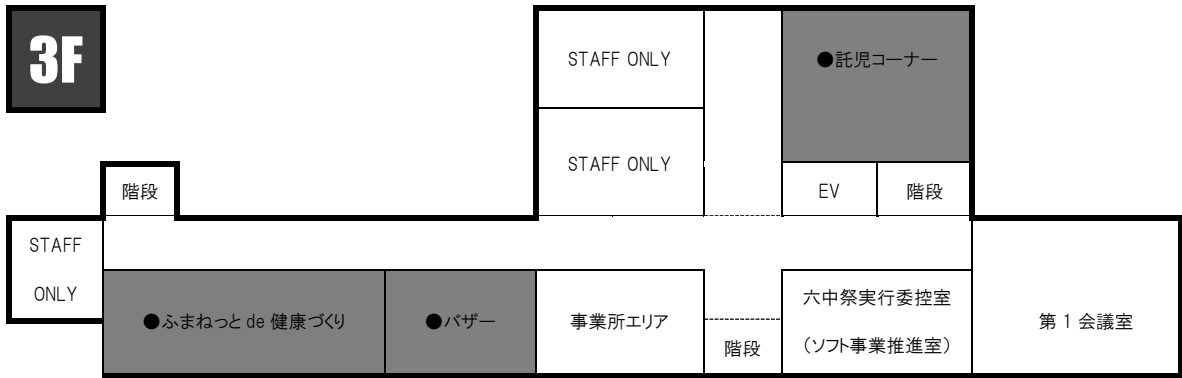 3F
STAFF ONLY
●託児コーナー
STAFF ONLY
階段
EV
階段
STAFF
ONLY
●ふまねっと de 健康づくり
●バザー
事業所エリア
階段
六中祭実行委控室
（ソフト事業推進室）
第 1 会議室